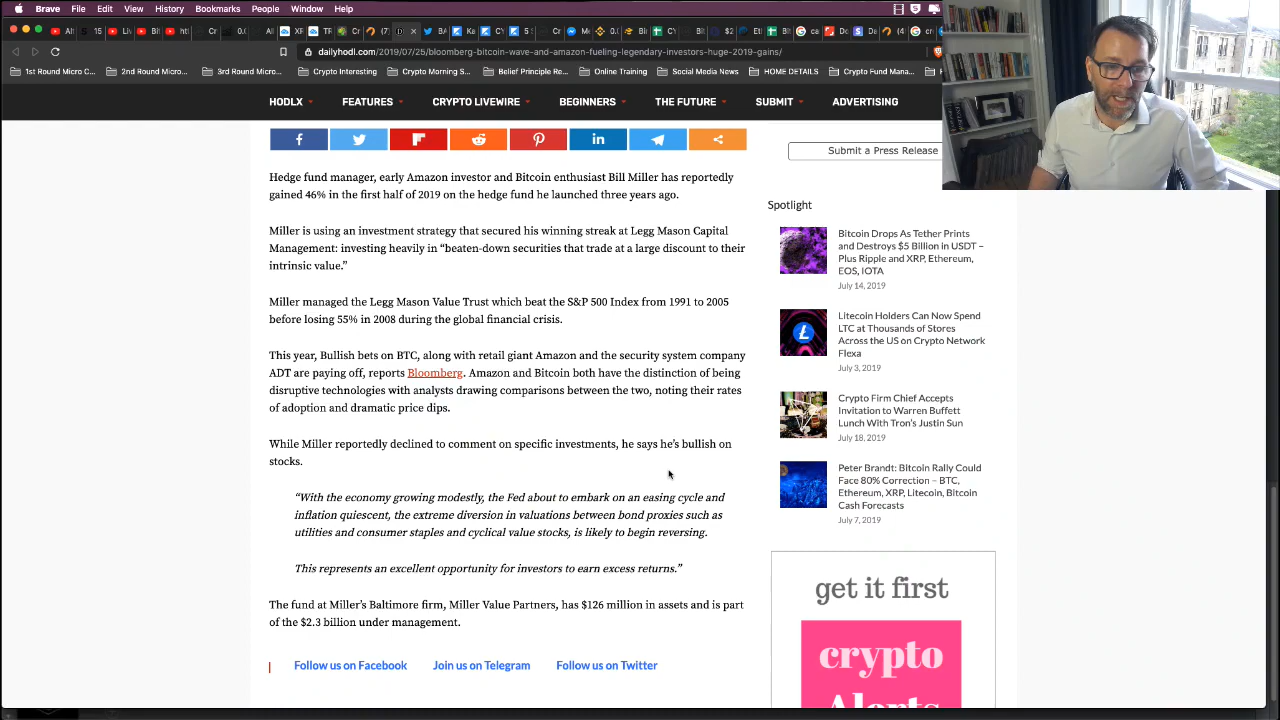 Brave File Edit View History Bookmarks People Window Help
dailyhodl.com/2019/07/25/bloomberg-bitcoin-wave-and-amazon-fueling-legendary-investors-huge-2019-gains/
1st Round Micro C... 2nd Round Micro... 3rd Round Micro... Crypto Interesting Crypto Morning S... Belief Principle Re... Online Training Social Media News HOME DETAILS Crypto Fund Mana...
HODLX FEATURES CRYPTO LIVEWIRE BEGINNERS THE FUTURE SUBMIT ADVERTISING
Submit a Press Release
Hedge fund manager, early Amazon investor and Bitcoin enthusiast Bill Miller has reportedly
gained 46% in the first half of 2019 on the hedge fund he launched three years ago.
Miller is using an investment strategy that secured his winning streak at Legg Mason Capital
Management: investing heavily in “beaten-down securities that trade at a large discount to their
intrinsic value.”
Miller managed the Legg Mason Value Trust which beat the S&P 500 Index from 1991 to 2005
before losing 55% in 2008 during the global financial crisis.
This year, Bullish bets on BTC, along with retail giant Amazon and the security system company
ADT are paying off, reports Bloomberg. Amazon and Bitcoin both have the distinction of being
disruptive technologies with analysts drawing comparisons between the two, noting their rates
of adoption and dramatic price dips.
While Miller reportedly declined to comment on specific investments, he says he’s bullish on
stocks.
“With the economy growing modestly, the Fed about to embark on an easing cycle and
inflation quiescent, the extreme diversion in valuations between bond proxies such as
utilities and consumer staples and cyclical value stocks, is likely to begin reversing.
This represents an excellent opportunity for investors to earn excess returns.”
The fund at Miller’s Baltimore firm, Miller Value Partners, has $126 million in assets and is part
of the $2.3 billion under management.
Follow us on Facebook Join us on Telegram Follow us on Twitter
Spotlight
Bitcoin Drops As Tether Prints
and Destroys $5 Billion in USDT –
Plus Ripple and XRP, Ethereum,
EOS, IOTA
July 14, 2019
Litecoin Holders Can Now Spend
LTC at Thousands of Stores
Across the US on Crypto Network
Flexa
July 3, 2019
Crypto Firm Chief Accepts
Invitation to Warren Buffett
Lunch With Tron’s Justin Sun
July 18, 2019
Peter Brandt: Bitcoin Rally Could
Face 80% Correction – BTC,
Ethereum, XRP, Litecoin, Bitcoin
Cash Forecasts
July 7, 2019
get it first
crypto
Alerts